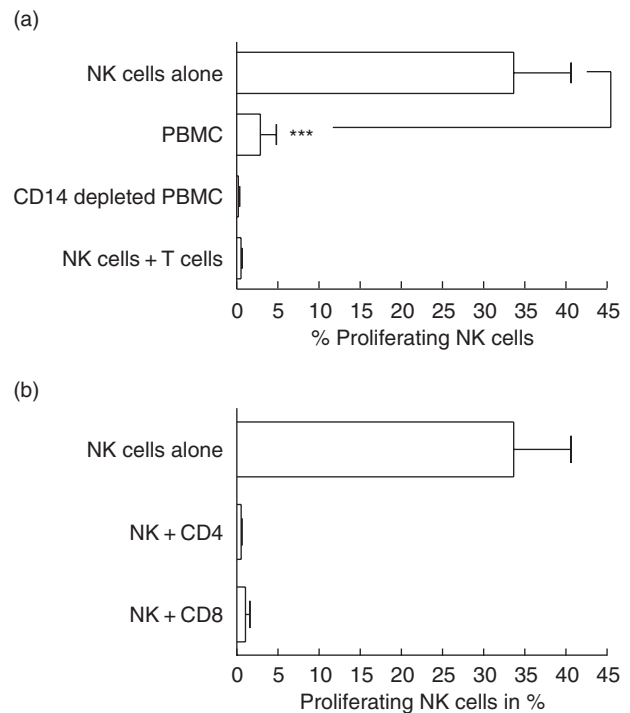 (a)
NK cells alone
PBMC
***
CD14 depleted PBMC
NK cells + T cells
0 5 10 15 20 25 30 35 40 45
% Proliferating NK cells
(b)
NK cells alone
NK + CD4
NK + CD8
0 5 10 15 20 25 30 35 40 45
Proliferating NK cells in %